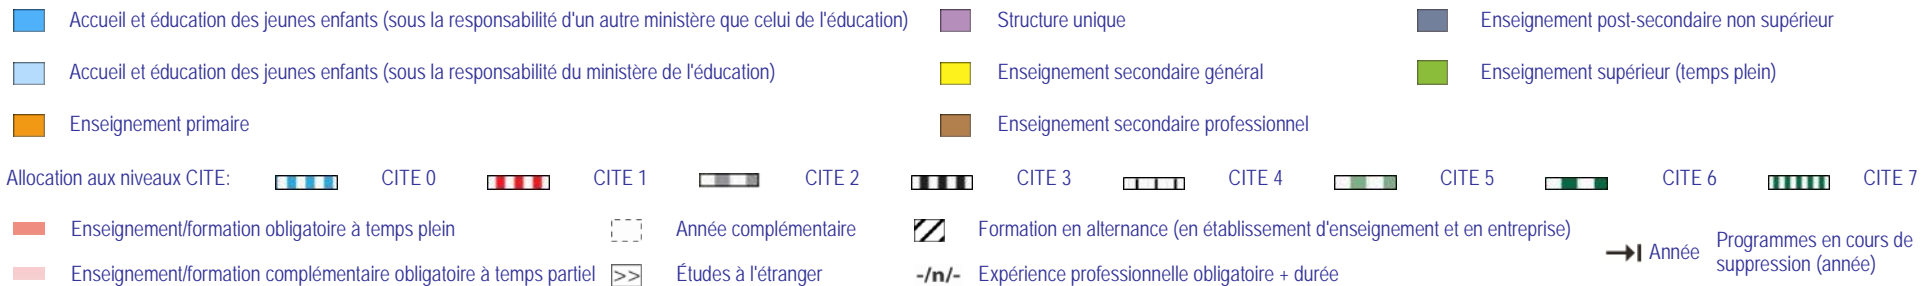 Accueil et éducation des jeunes enfants (sous la responsabilité d'un autre ministère que celui de l'éducation)
Structure unique
Enseignement post-secondaire non supérieur
Accueil et éducation des jeunes enfants (sous la responsabilité du ministère de l'éducation)
Enseignement secondaire général
Enseignement supérieur (temps plein)
Enseignement primaire
Enseignement secondaire professionnel
Allocation aux niveaux CITE: CITE 0 CITE 1 CITE 2 CITE 3 CITE 4 CITE 5 CITE 6 CITE 7
Enseignement/formation obligatoire à temps plein
Année complémentaire
Formation en alternance (en établissement d'enseignement et en entreprise)
Année
Programmes en cours de
suppression (année)
Enseignement/formation complémentaire obligatoire à temps partiel
>> Études à l'étranger
-/n/- Expérience professionnelle obligatoire + durée